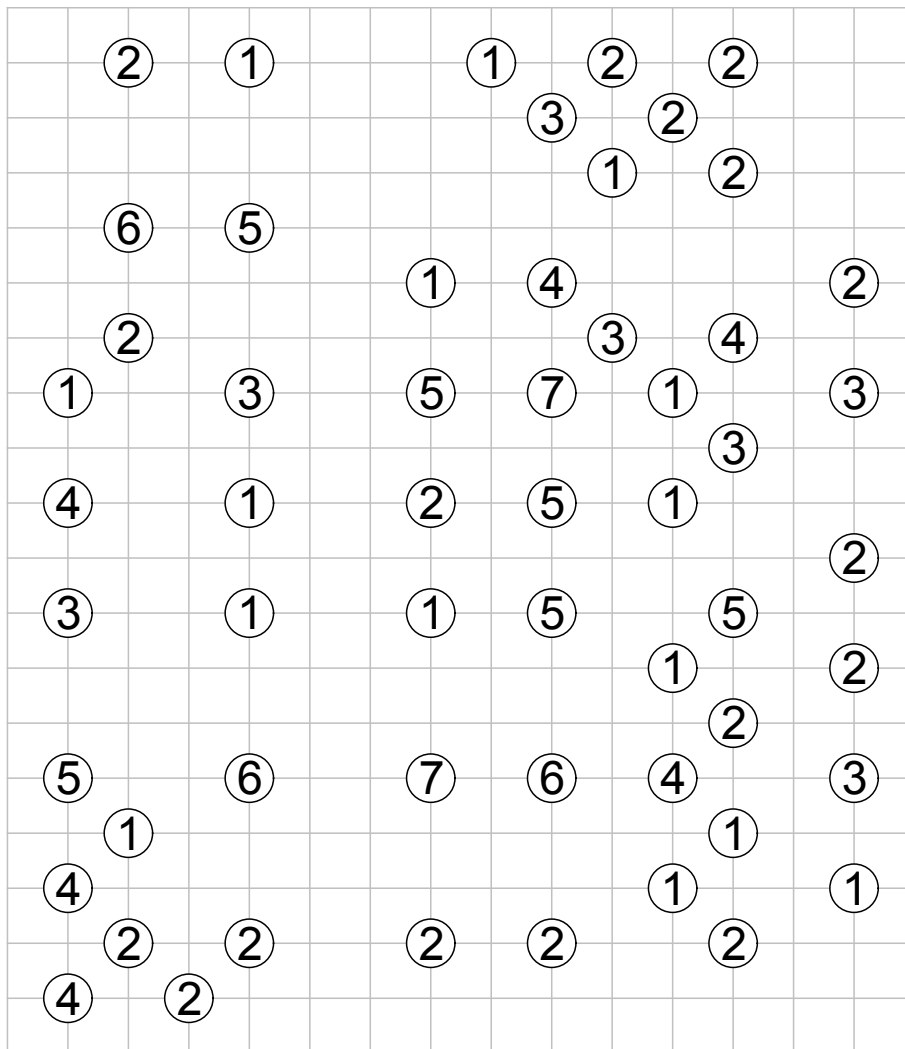 2 1 1 2 2
3 2
1 2
6 5
1 4 2
2 3 4
1 3 5 7 1 3
3
4 1 2 5 1
2
3 1 1 5 5
1 2
2
5 6 7 6 4 3
1 1
4 1 1
2 2 2 2 2
4 2